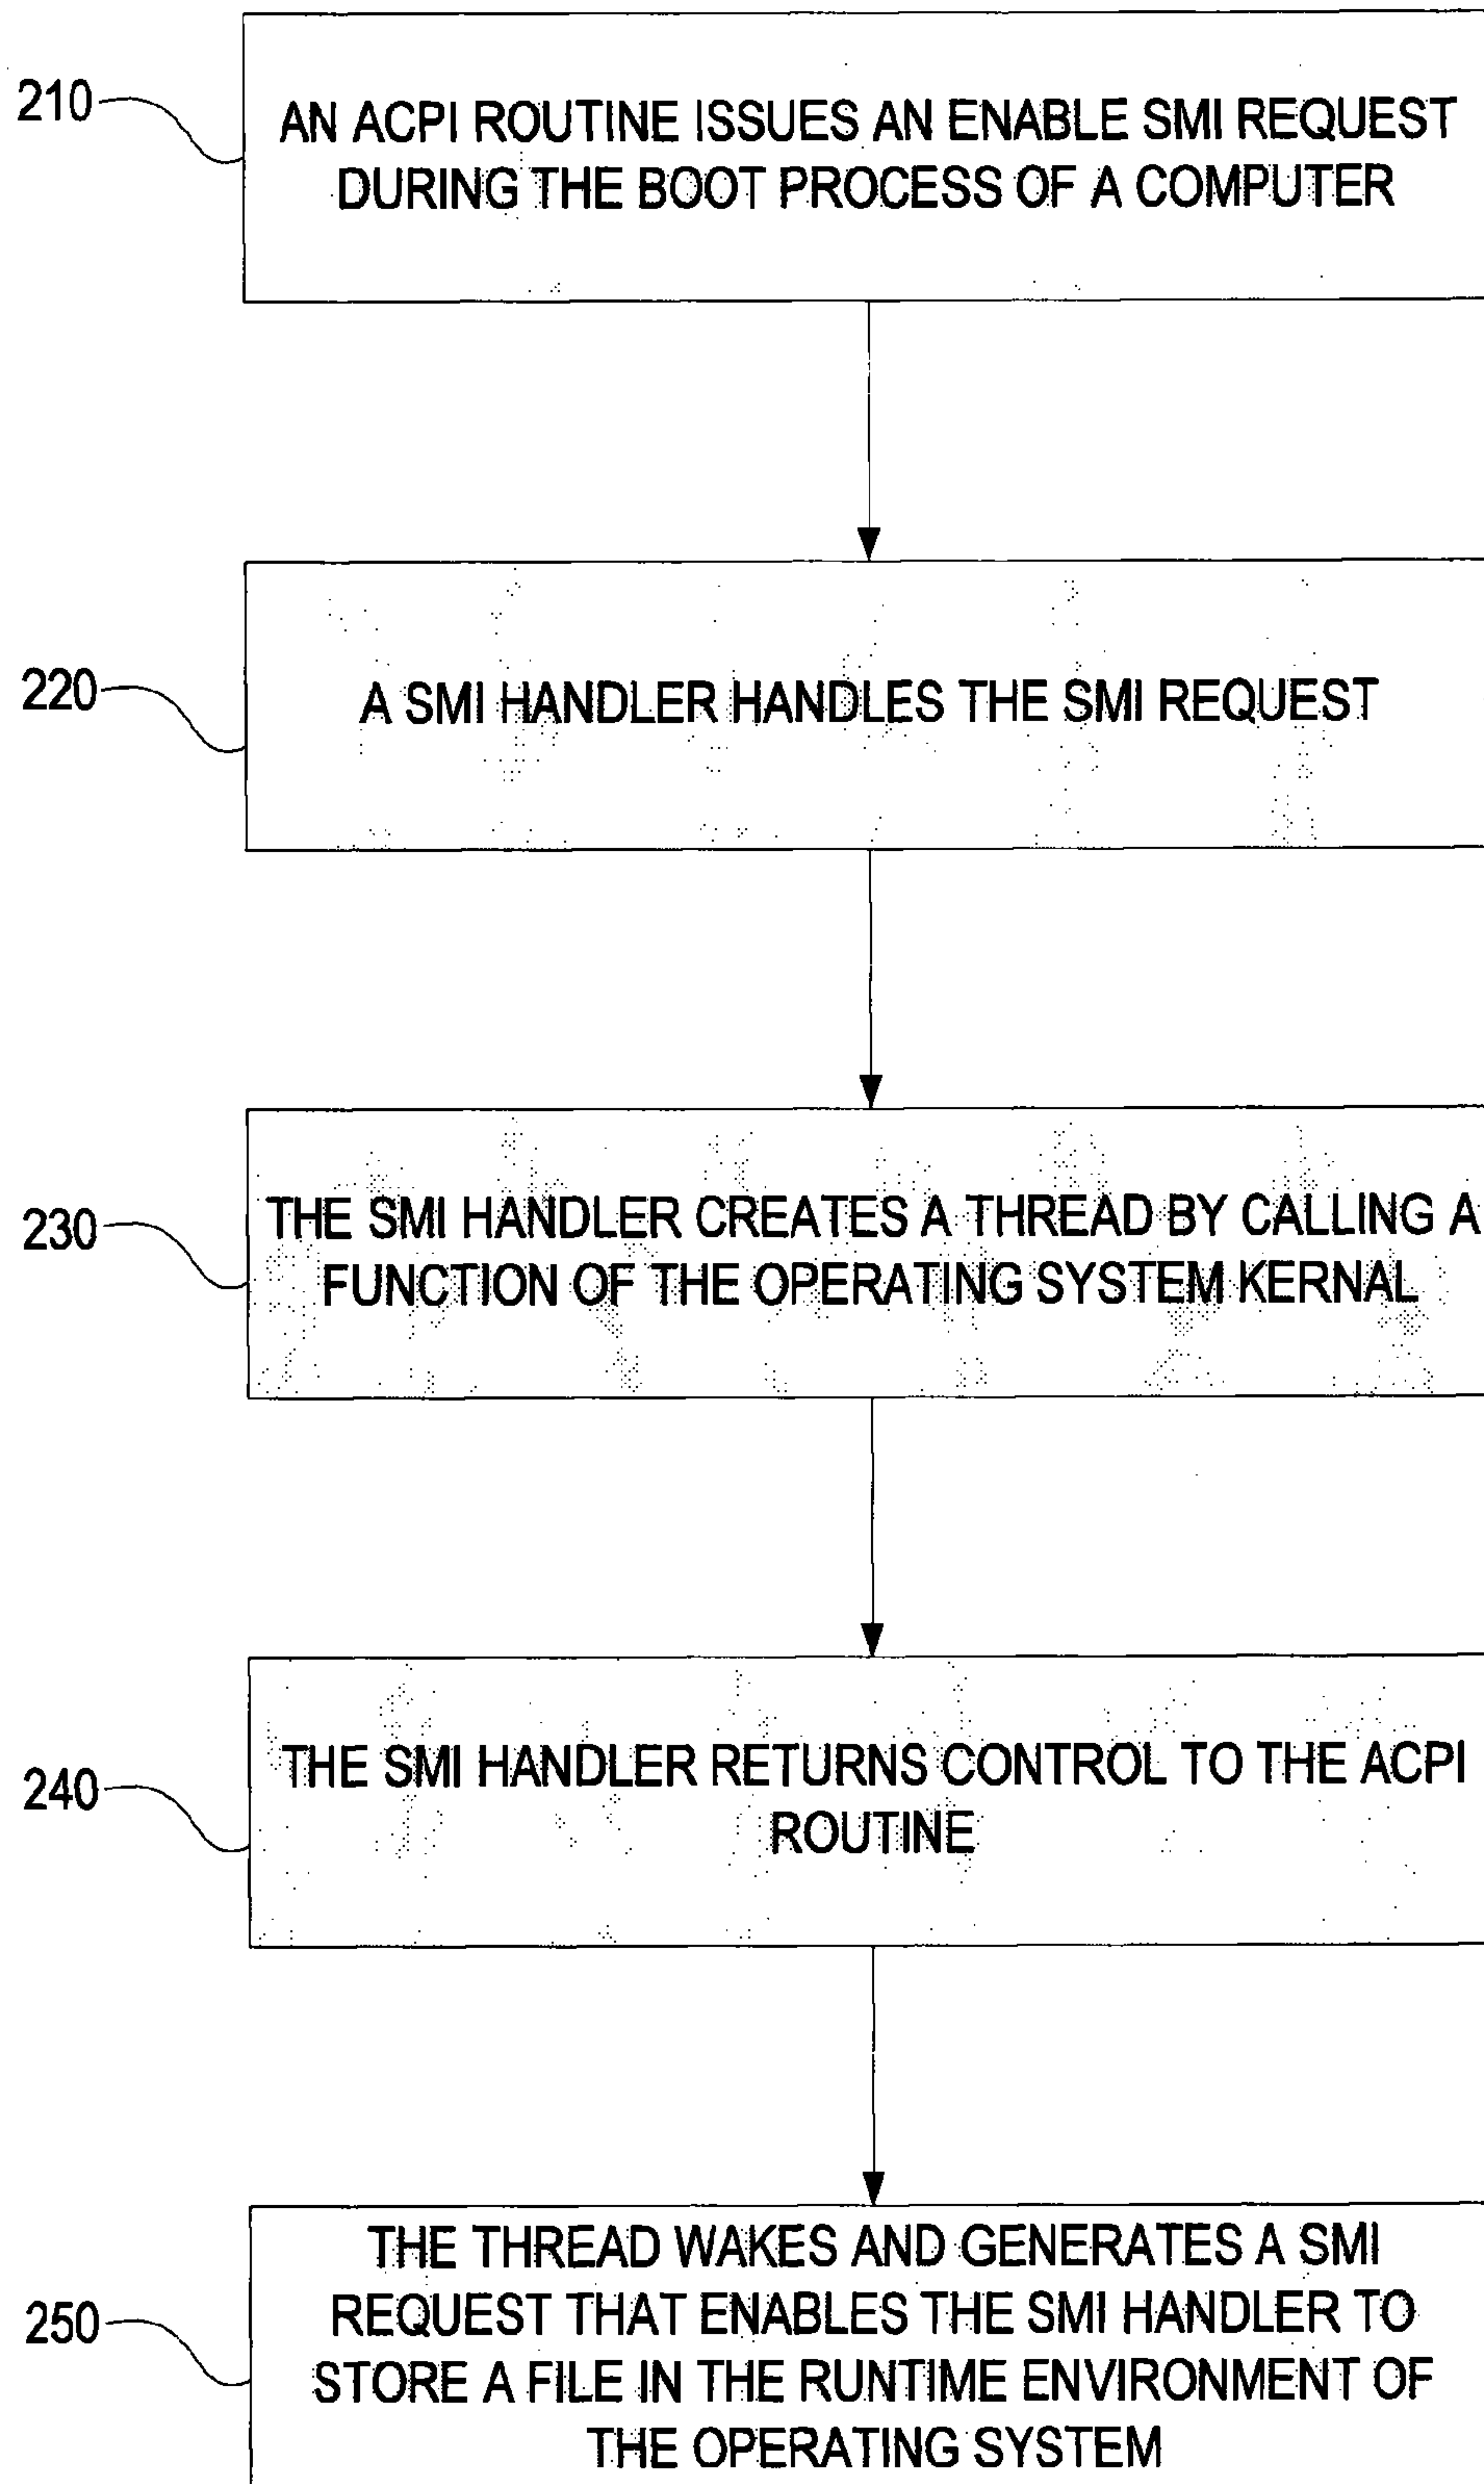 210
AN ACPI ROUTINE ISSUES AN ENABLE SMI REQUEST
DURING THE BOOT PROCESS OF A COMPUTER
220
A SMI HANDLER HANDLES THE SMI REQUEST
230
THE SMI HANDLER CREATES A THREAD BY CALLING A
FUNCTION OF THE OPERATING SYSTEM KERNAL
240
THE SMI HANDLER RETURNS CONTROL TO THE ACPI
ROUTINE
250
THE THREAD WAKES AND GENERATES A SMI
REQUEST THAT ENABLES THE SMI HANDLER TO
STORE A FILE IN THE RUNTIME ENVIRONMENT OF
THE OPERATING SYSTEM